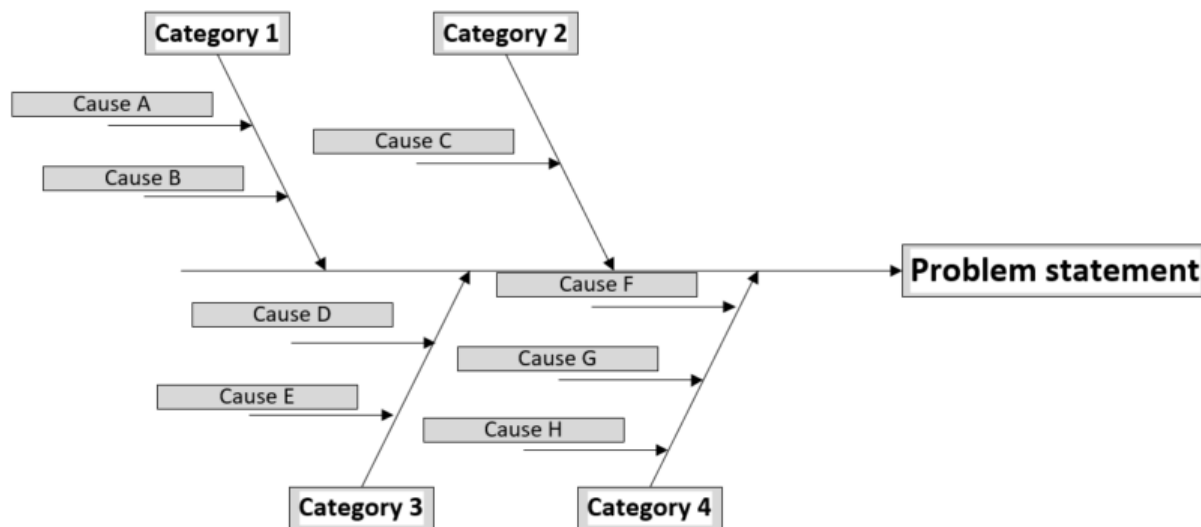 Category 1
Category 2
Cause A
Cause C
Cause B
Problem statement
Cause F
Cause D
Cause G
Cause E
Cause H
Category 3
Category 4